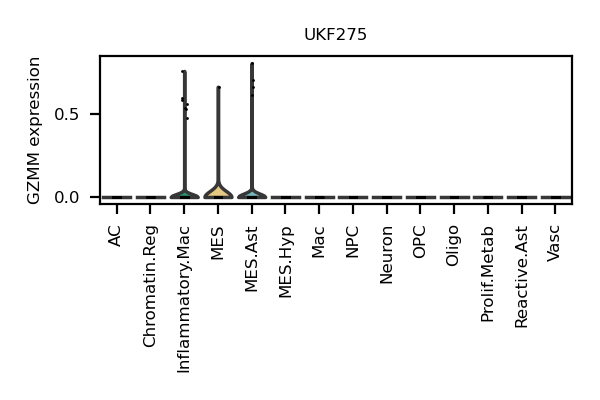 UKF275
GZMM expression
0.5
0.0
AC
Chromatin.Reg
Inflammatory.Mac
MES
MES.Ast
MES.Hyp
Mac
NPC
Neuron
OPC
Oligo
Prolif.Metab
Reactive.Ast
Vasc